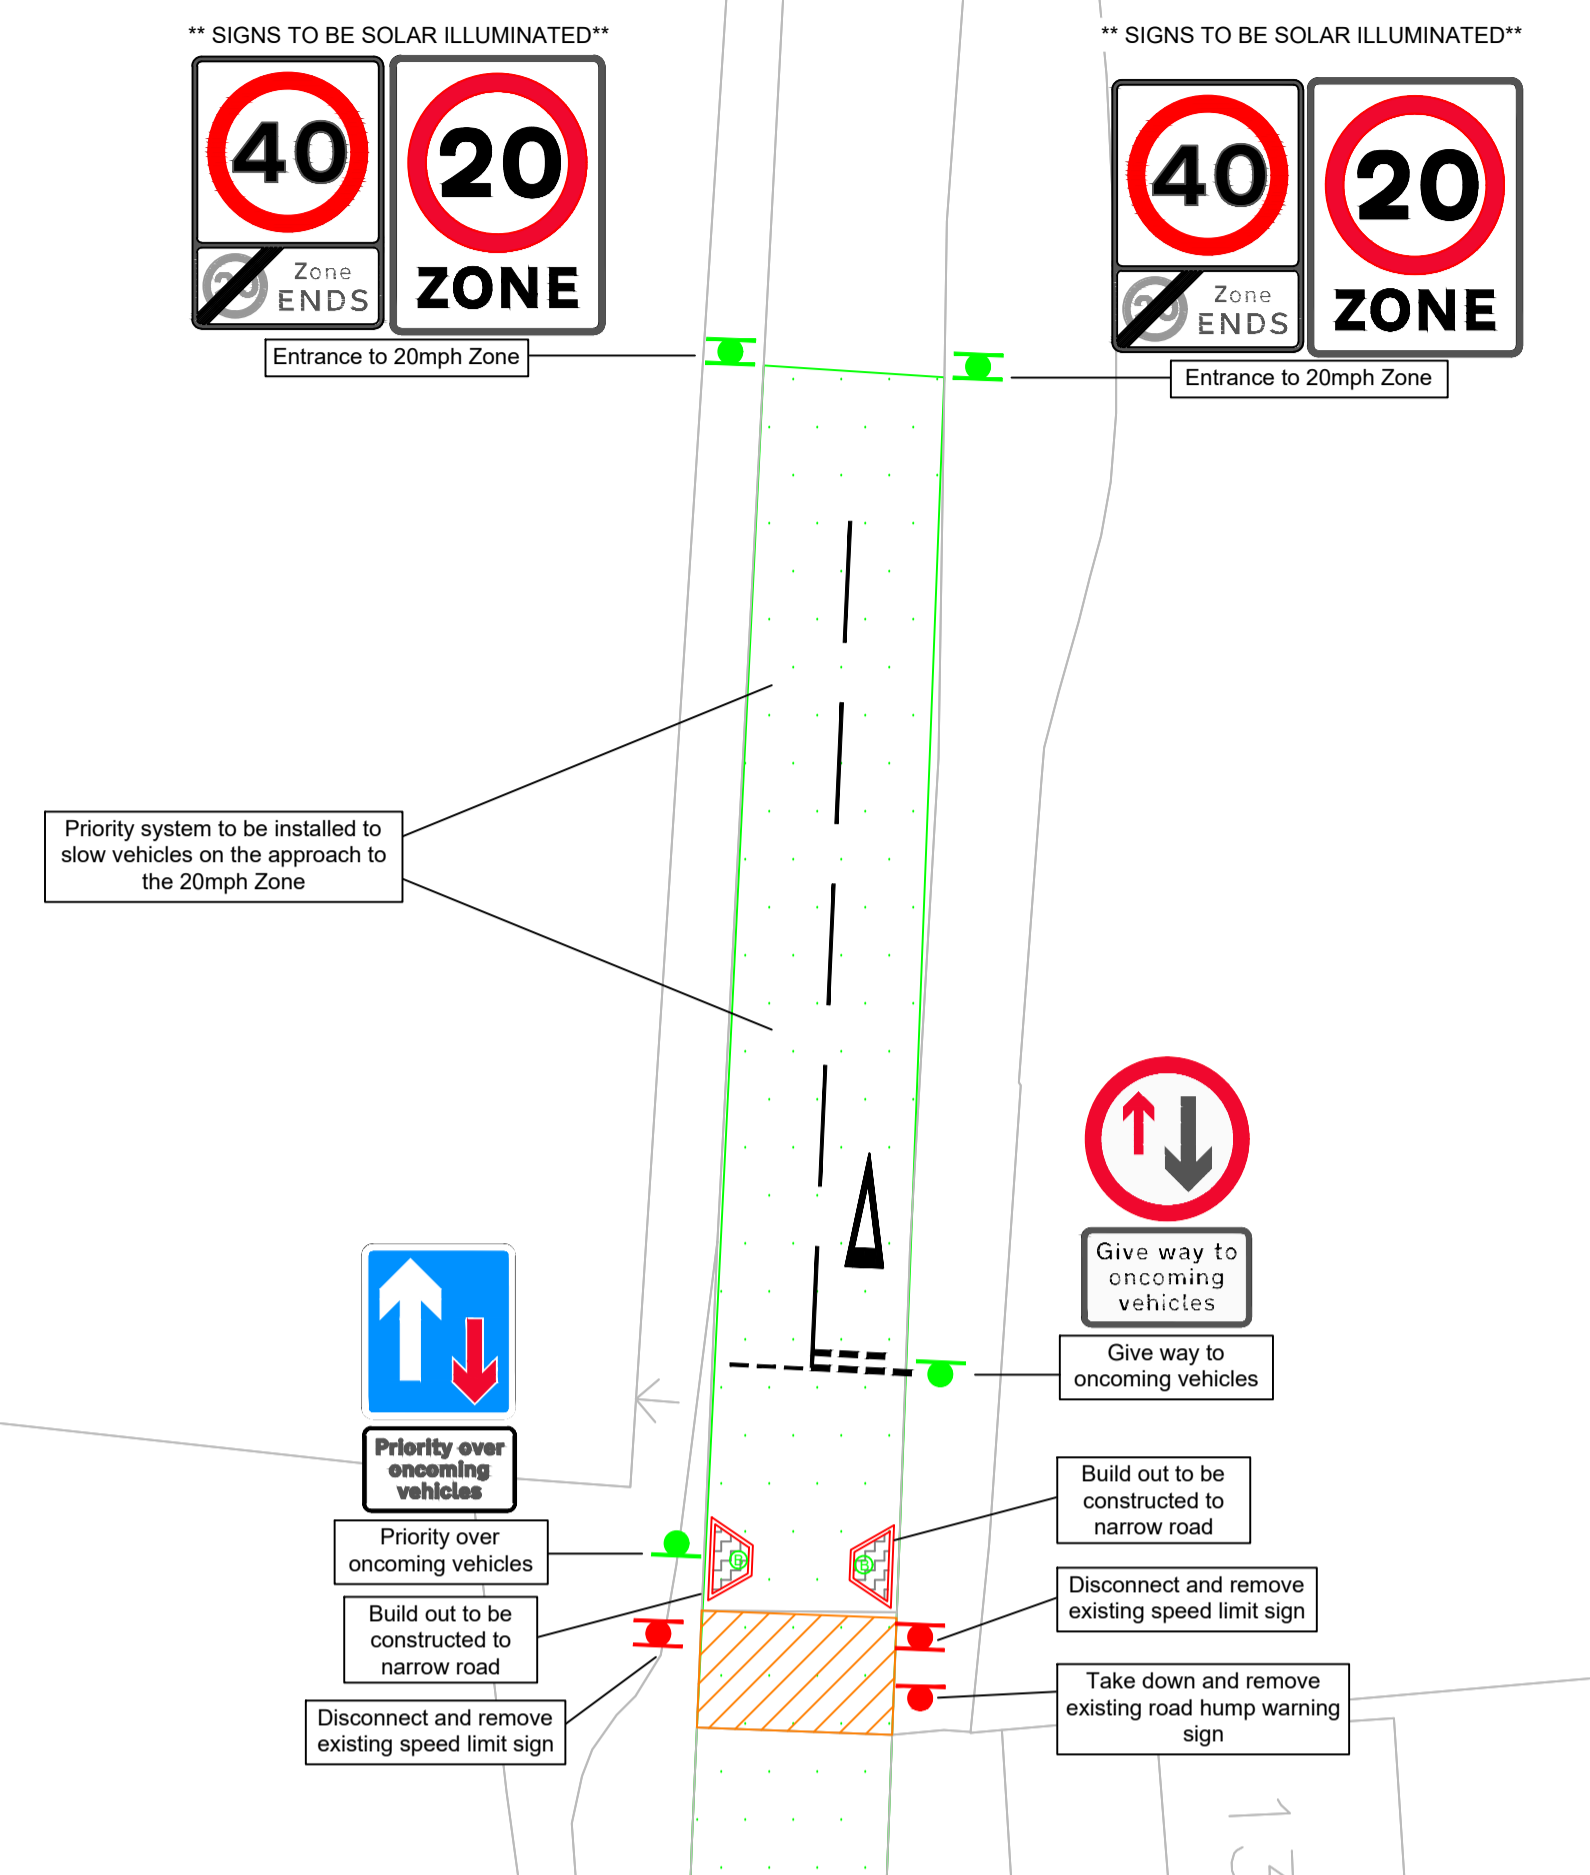 ** SIGNS TO BE SOLAR ILLUMINATED**
40
20
Zone
ENDS
20
ZONE
Entrance to 20mph Zone
** SIGNS TO BE SOLAR ILLUMINATED**
40
20
Zone
ENDS
20
ZONE
Entrance to 20mph Zone
Priority system to be installed to
slow vehicles on the approach to
the 20mph Zone
Give way to
oncoming
vehicles
Give way to
oncoming vehicles
Priority over
oncoming
vehicles
Priority over
oncoming vehicles
Build out to be
constructed to
narrow road
B
B
Build out to be
constructed to
narrow road
Disconnect and remove
existing speed limit sign
Disconnect and remove
existing speed limit sign
Take down and remove
existing road hump warning
sign